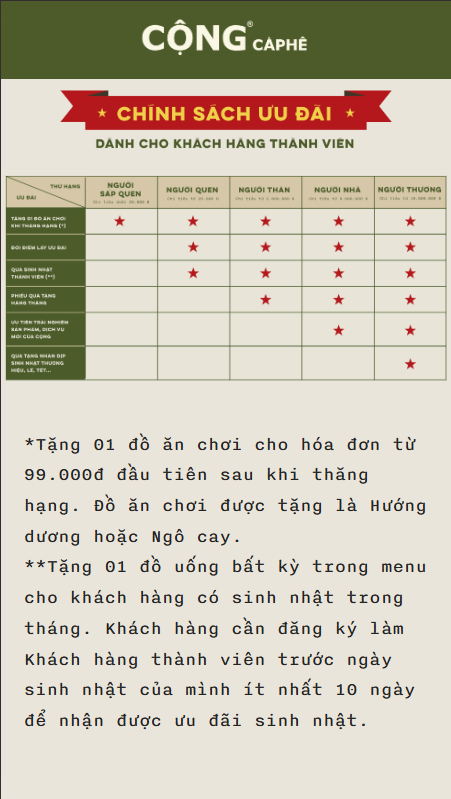 CỘNG® CÀPHÊ
CHÍNH SÁCH ƯU ĐÃI
DÀNH CHO KHÁCH HÀNG THÀNH VIÊN
THỨ HẠNG
ƯU ĐÃI
NGƯỜI
SẮP QUEN
NGƯỜI QUEN
NGƯỜI THÂN
NGƯỜI NHÀ
NGƯỜI THƯƠNG
TẶNG 01 ĐỒ ĂN CHƠI
KHI THĂNG HẠNG (*)
ĐỔI ĐIỂM LẤY ƯU ĐÃI
QUÀ SINH NHẬT
THÀNH VIÊN (**)
PHIẾU QUÀ TẶNG
HÀNG THÁNG
ƯU TIÊN TRẢI NGHIỆM
SẢN PHẨM, DỊCH VỤ
MỚI CỦA CỘNG
QUÀ TẶNG NHÂN DỊP
SINH NHẬT THƯƠNG
HIỆU, LỄ, TẾT...
*Tặng 01 đồ ăn chơi cho hóa đơn từ
99.000đ đầu tiên sau khi thăng
hạng. Đồ ăn chơi được tặng là Hướng
dương hoặc Ngô cay.
**Tặng 01 đồ uống bất kỳ trong menu
cho khách hàng có sinh nhật trong
tháng. Khách hàng cần đăng ký làm
Khách hàng thành viên trước ngày
sinh nhật của mình ít nhất 10 ngày
để nhận được ưu đãi sinh nhật.